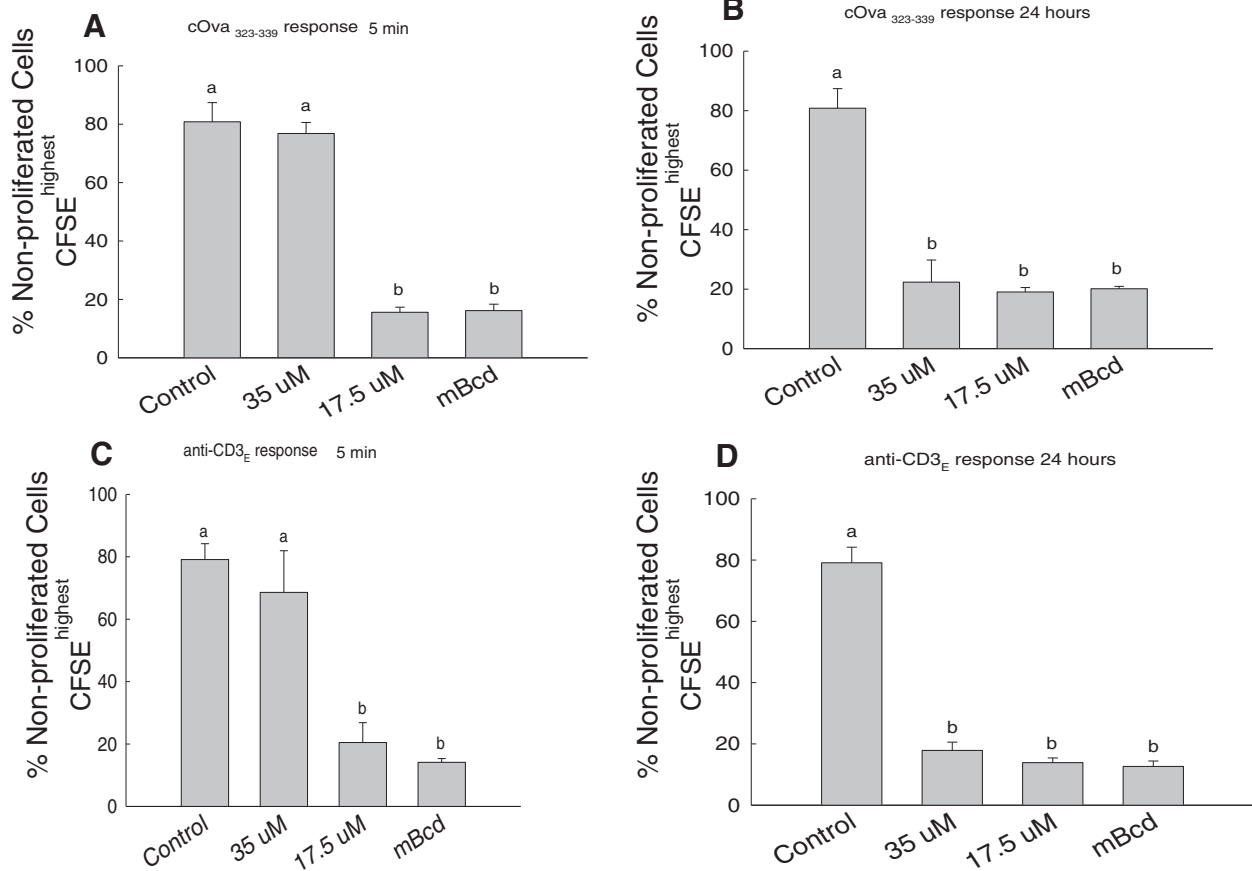 A
cOva 323-339 response 5 min
% Non-proliferated Cells
CFSE highest
100
80
60
40
20
0
a
a
b
b
Control
35 uM
17.5 uM
mBcd
B
cOva 323-339 response 24 hours
% Non-proliferated Cells
CFSE highest
100
80
60
40
20
0
a
b
b
b
Control
35 uM
17.5 uM
mBcd
C
anti-CD3E response 5 min
% Non-proliferated Cells
CFSE highest
100
80
60
40
20
0
a
a
b
b
Control
35 uM
17.5 uM
mBcd
D
anti-CD3E response 24 hours
% Non-proliferated Cells
CFSE highest
100
80
60
40
20
0
a
b
b
b
Control
35 uM
17.5 uM
mBcd